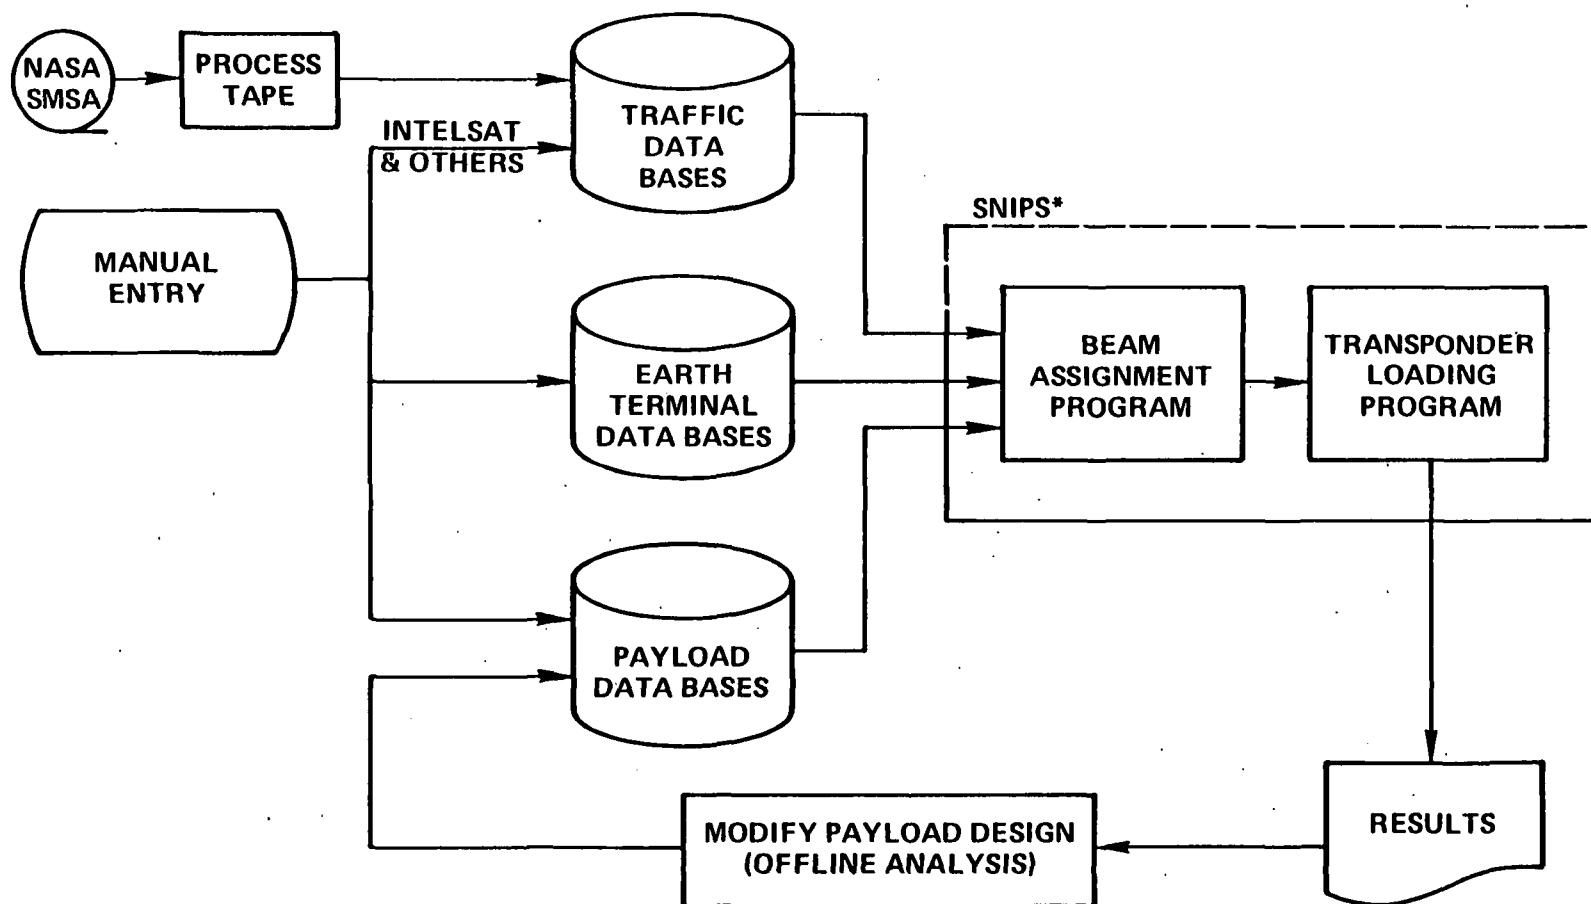 NASA
SMSA
PROCESS
TAPE
INTELSAT
& OTHERS
TRAFFIC
DATA
BASES
MANUAL
ENTRY
SNIPS*
EARTH
TERMINAL
DATA BASES
BEAM
ASSIGNMENT
PROGRAM
TRANSPONDER
LOADING
PROGRAM
PAYLOAD
DATA BASES
MODIFY PAYLOAD DESIGN
(OFFLINE ANALYSIS)
RESULTS